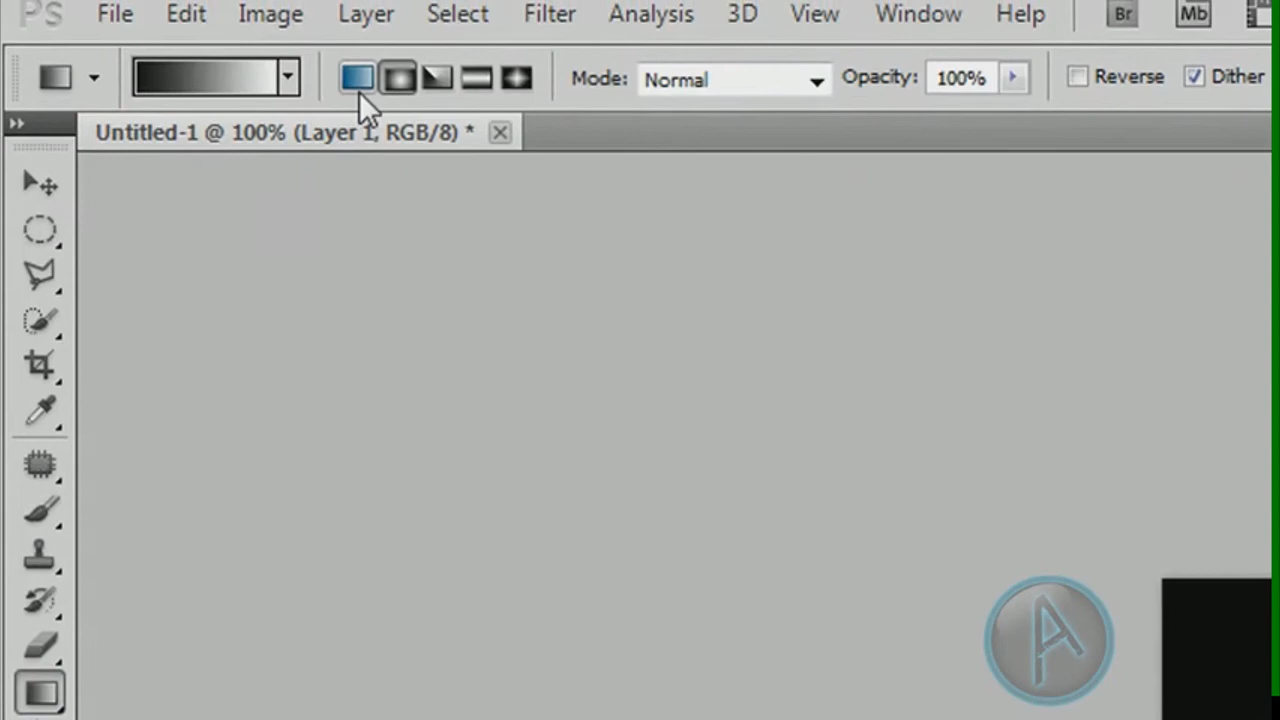 PS File Edit Image Layer Select Filter Analysis 3D View Window Help Br Mb
Mode: Normal Opacity: 100% Reverse Dither
Untitled-1 @ 100% (Layer 1, RGB/8) *